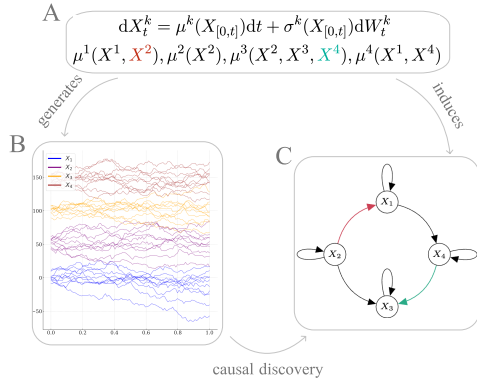 A
dX_t^k = μ^k(X_{[0,t]})dt + σ^k(X_{[0,t]})dW_t^k
μ^1(X^1, X^2), μ^2(X^2), μ^3(X^2, X^3, X^4), μ^4(X^1, X^4)
generates
induces
B
X_1
X_2
X_3
X_4
150
100
50
0
−50
0.0 0.2 0.4 0.6 0.8 1.0
C
X_1
X_2
X_4
X_3
causal discovery